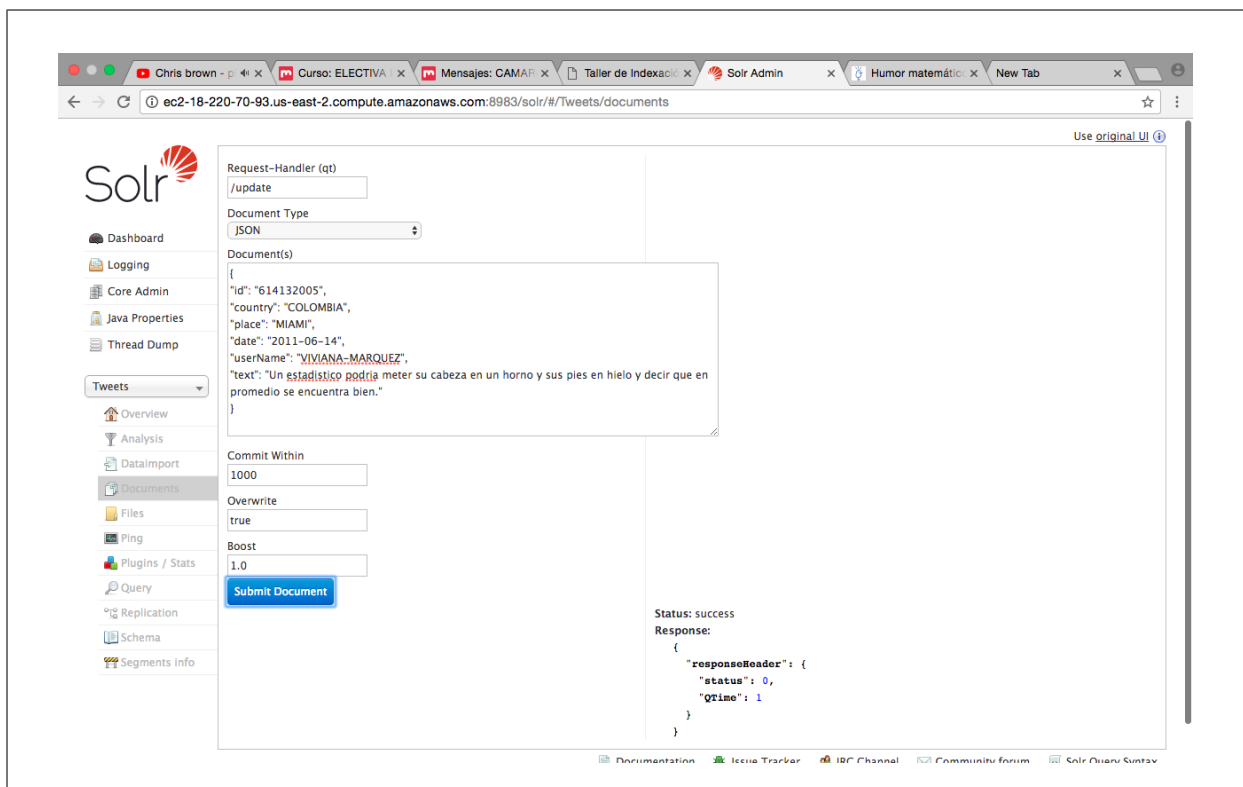 Chris brown - p
Curso: ELECTIVA
Mensajes: CAMAR
Taller de Indexació
Solr Admin
Humor matemátic
New Tab
ec2-18-220-70-93.us-east-2.compute.amazonaws.com:8983/solr/#/Tweets/documents
Use original UI
Solr
Dashboard
Logging
Core Admin
Java Properties
Thread Dump
Tweets
Overview
Analysis
Dataimport
Documents
Files
Ping
Plugins / Stats
Query
Replication
Schema
Segments info
Request-Handler (qt)
/update
Document Type
JSON
Document(s)
{
"id": "614132005",
"country": "COLOMBIA",
"place": "MIAMI",
"date": "2011-06-14",
"userName": "VIVIANA-MARQUEZ",
"text": "Un estadistico podria meter su cabeza en un horno y sus pies en hielo y decir que en
promedio se encuentra bien."
}
Commit Within
1000
Overwrite
true
Boost
1.0
Submit Document
Status: success
Response:
{
"responseHeader": {
"status": 0,
"QTime": 1
}
}
Documentation
Issue Tracker
IRC Channel
Community forum
Solr Query Syntax